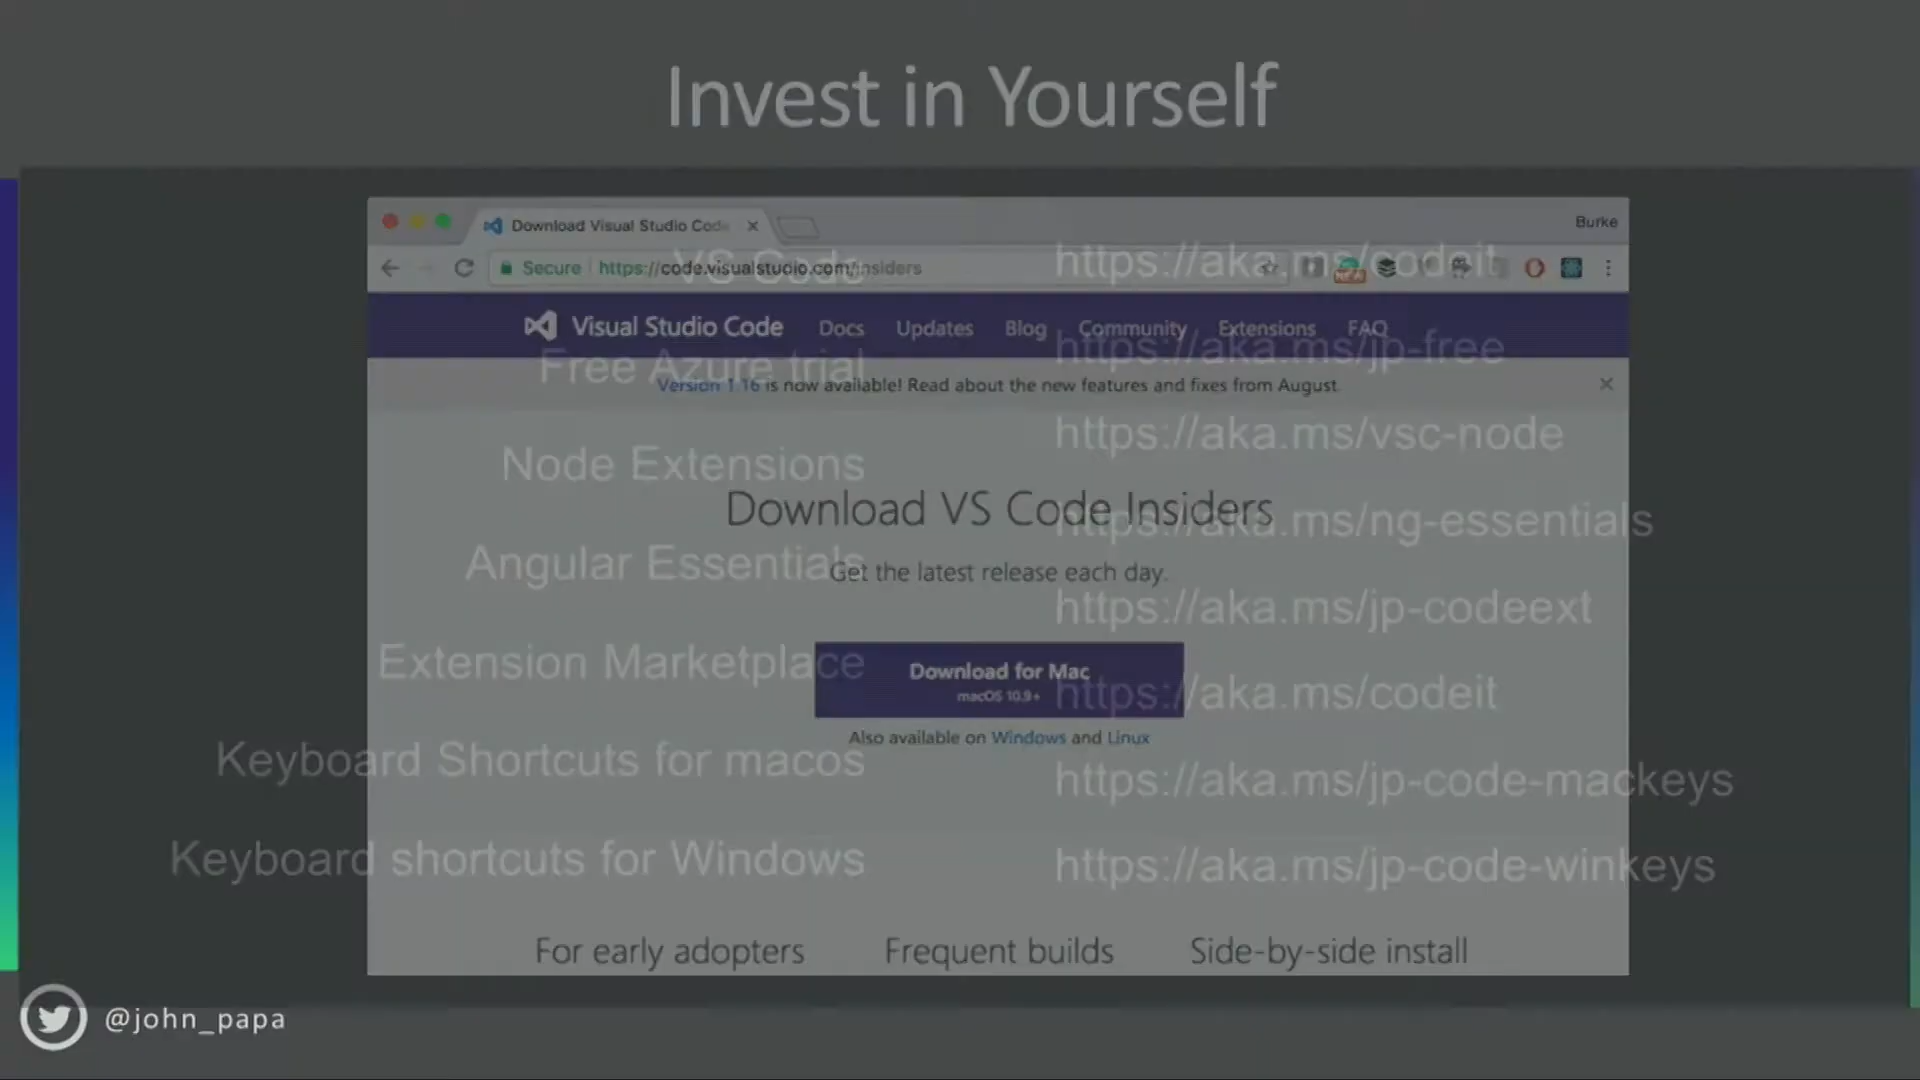 Invest in Yourself
Download Visual Studio Code
Burke
Secure https://code.visualstudio.com/insiders
VS Code https://aka.ms/codeit
Visual Studio Code Docs Updates Blog Community Extensions FAQ
Free Azure trial https://aka.ms/jp-free
Version 1.16 is now available! Read about the new features and fixes from August.
Node Extensions https://aka.ms/vsc-node
Download VS Code Insiders
Angular Essentials https://aka.ms/ng-essentials
Get the latest release each day.
Extension Marketplace https://aka.ms/jp-codeext
Download for Mac
macOS 10.9+
https://aka.ms/codeit
Also available on Windows and Linux
Keyboard Shortcuts for macos https://aka.ms/jp-code-mackeys
Keyboard shortcuts for Windows https://aka.ms/jp-code-winkeys
For early adopters Frequent builds Side-by-side install
@john_papa